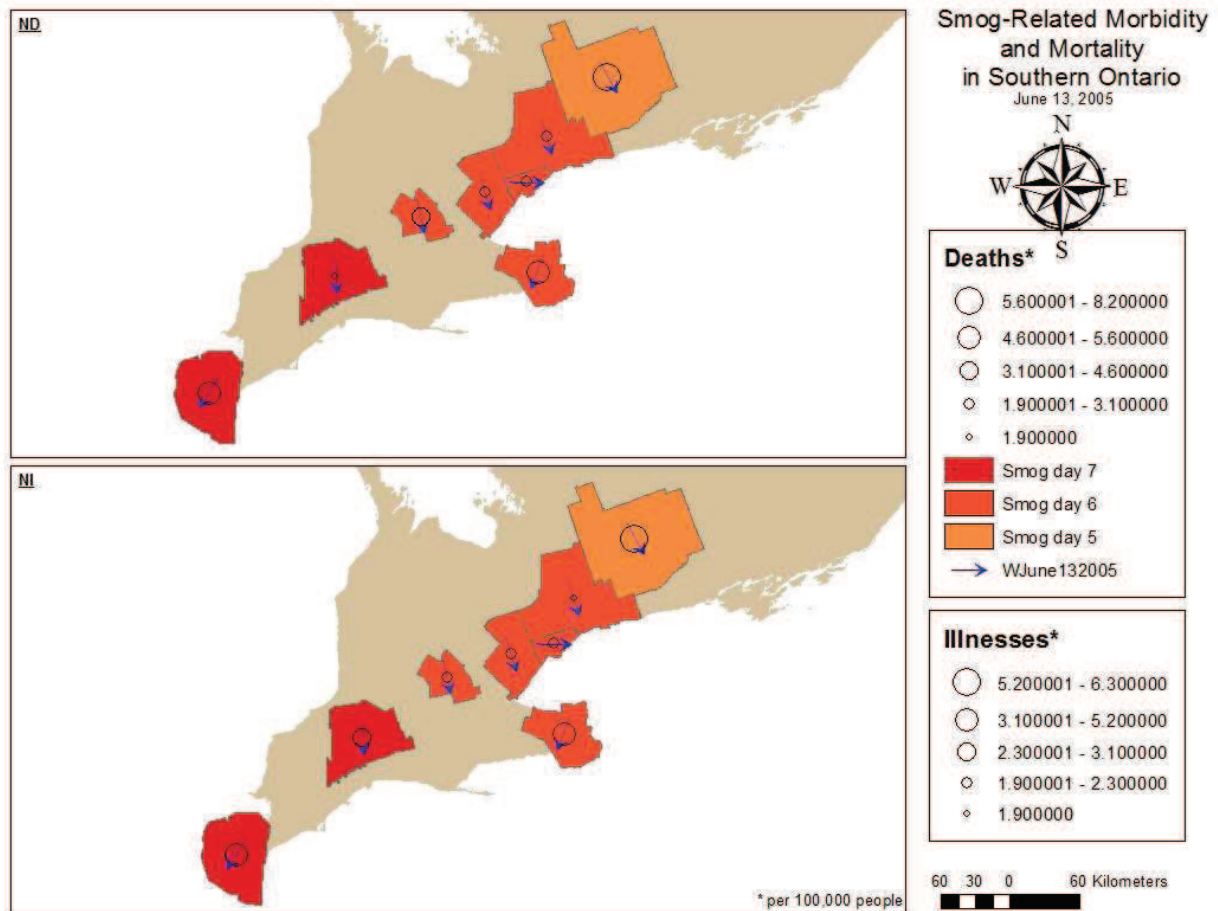 ND
NI
* per 100,000 people
Smog-Related Morbidity
and Mortality
in Southern Ontario
June 13, 2005
N
W E
S
Deaths*
5.600001 - 8.200000
4.600001 - 5.600000
3.100001 - 4.600000
1.900001 - 3.100000
1.900000
Smog day 7
Smog day 6
Smog day 5
WJune132005
Illnesses*
5.200001 - 6.300000
3.100001 - 5.200000
2.300001 - 3.100000
1.900001 - 2.300000
1.900000
60 30 0 60 Kilometers